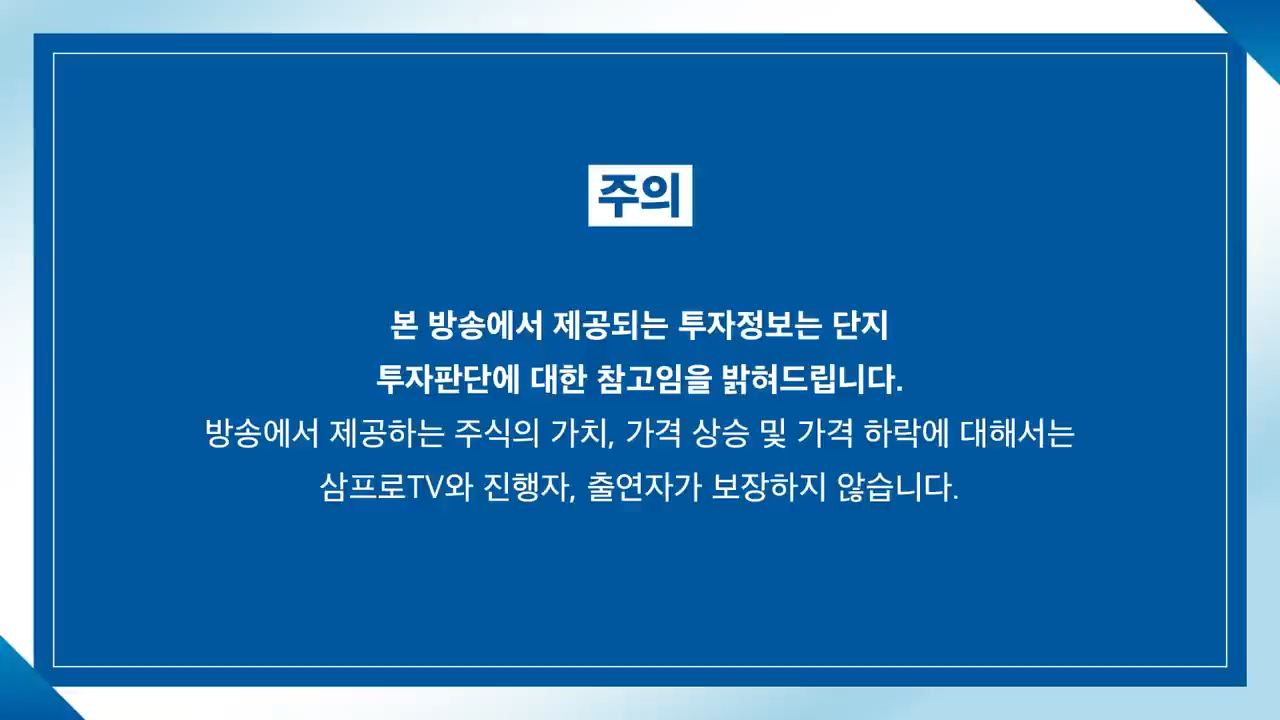 주의
본 방송에서 제공되는 투자정보는 단지
투자판단에 대한 참고임을 밝혀드립니다.
방송에서 제공하는 주식의 가치, 가격 상승 및 가격 하락에 대해서는
삼프로TV와 진행자, 출연자가 보장하지 않습니다.